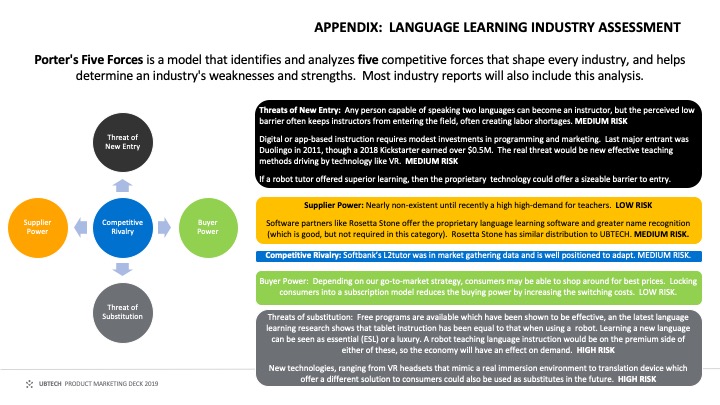 APPENDIX: LANGUAGE LEARNING INDUSTRY ASSESSMENT
Porter's Five Forces is a model that identifies and analyzes five competitive forces that shape every industry, and helps
determine an industry's weaknesses and strengths. Most industry reports will also include this analysis.
Threat of
New Entry
Supplier
Power
Competitive
Rivalry
Buyer
Power
Threat of
Substitution
Threats of New Entry: Any person capable of speaking two languages can become an instructor, but the perceived low
barrier often keeps instructors from entering the field, often creating labor shortages. MEDIUM RISK
Digital or app-based instruction requires modest investments in programming and marketing. Last major entrant was
Duolingo in 2011, though a 2018 Kickstarter earned over $0.5M. The real threat would be new effective teaching
methods driving by technology like VR. MEDIUM RISK
If a robot tutor offered superior learning, then the proprietary technology could offer a sizeable barrier to entry.
Supplier Power: Nearly non-existent until recently a high high-demand for teachers. LOW RISK
Software partners like Rosetta Stone offer the proprietary language learning software and greater name recognition
(which is good, but not required in this category). Rosetta Stone has similar distribution to UBTECH. MEDIUM RISK.
Competitive Rivalry: Softbank's L2tutor was in market gathering data and is well positioned to adapt. MEDIUM RISK.
Buyer Power: Depending on our go-to-market strategy, consumers may be able to shop around for best prices. Locking
consumers into a subscription model reduces the buying power by increasing the switching costs. LOW RISK.
Threats of substitution: Free programs are available which have been shown to be effective, an the latest language
learning research shows that tablet instruction has been equal to that when using a robot. Learning a new language
can be seen as essential (ESL) or a luxury. A robot teaching language instruction would be on the premium side of
either of these, so the economy will have an effect on demand. HIGH RISK
New technologies, ranging from VR headsets that mimic a real immersion environment to translation device which
offer a different solution to consumers could also be used as substitutes in the future. HIGH RISK
UBTECH PRODUCT MARKETING DECK 2019